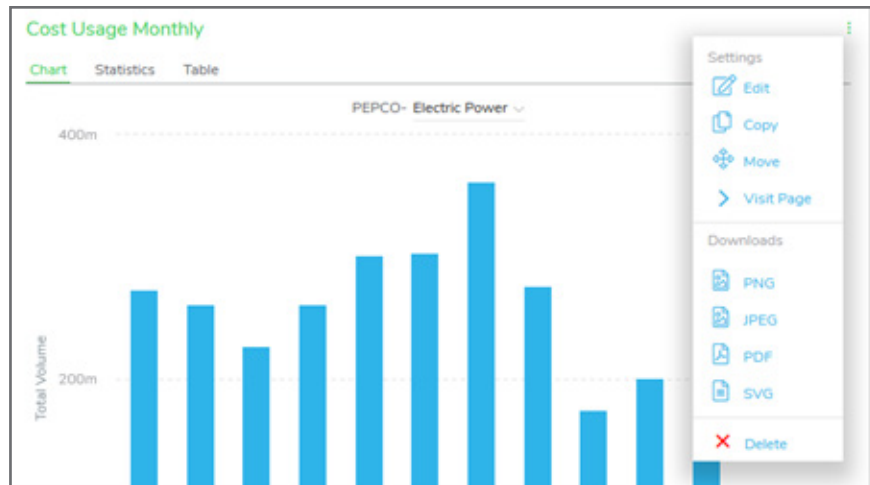 Cost Usage Monthly
Chart Statistics Table
PEPCO- Electric Power
400m
200m
Total Volume
Settings
Edit
Copy
Move
Visit Page
Downloads
PNG
JPEG
PDF
SVG
Delete